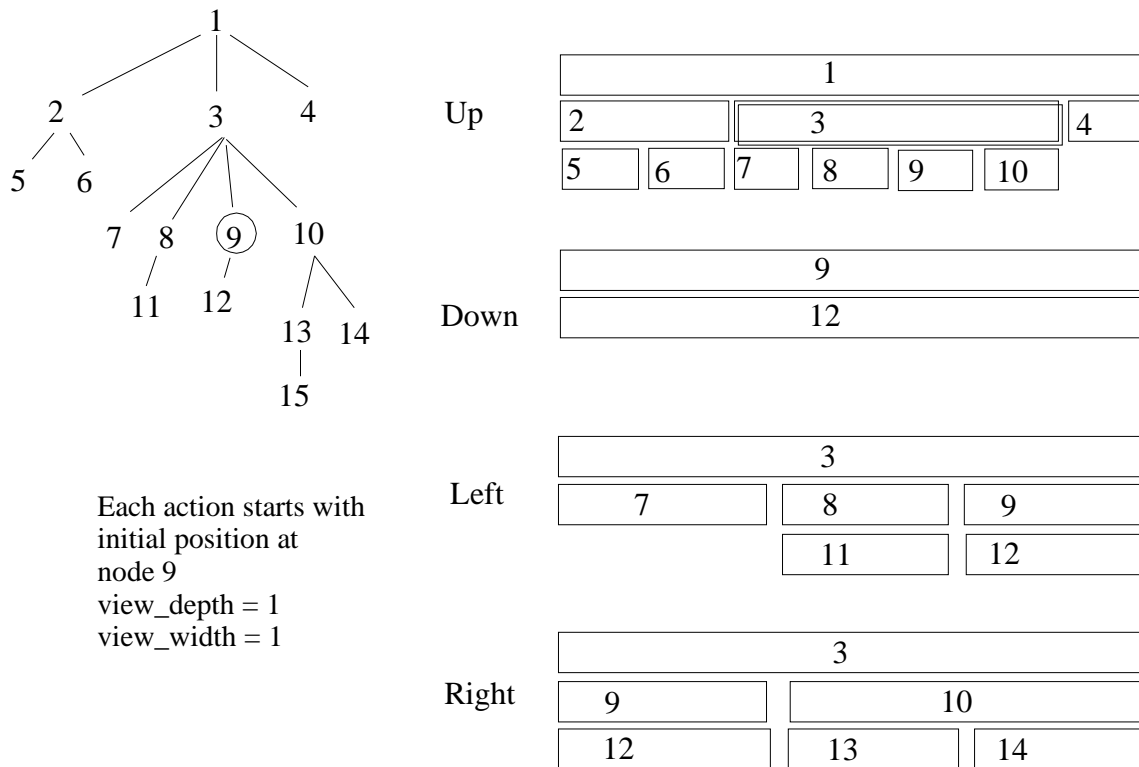 1
2 3 4
5 6
7 8 9 10
11 12
13 14
15
Each action starts with
initial position at
node 9
view_depth = 1
view_width = 1
Up
1
2 3 4
5 6 7 8 9 10
Down
9
12
Left
3
7 8 9
11 12
Right
3
9 10
12 13 14